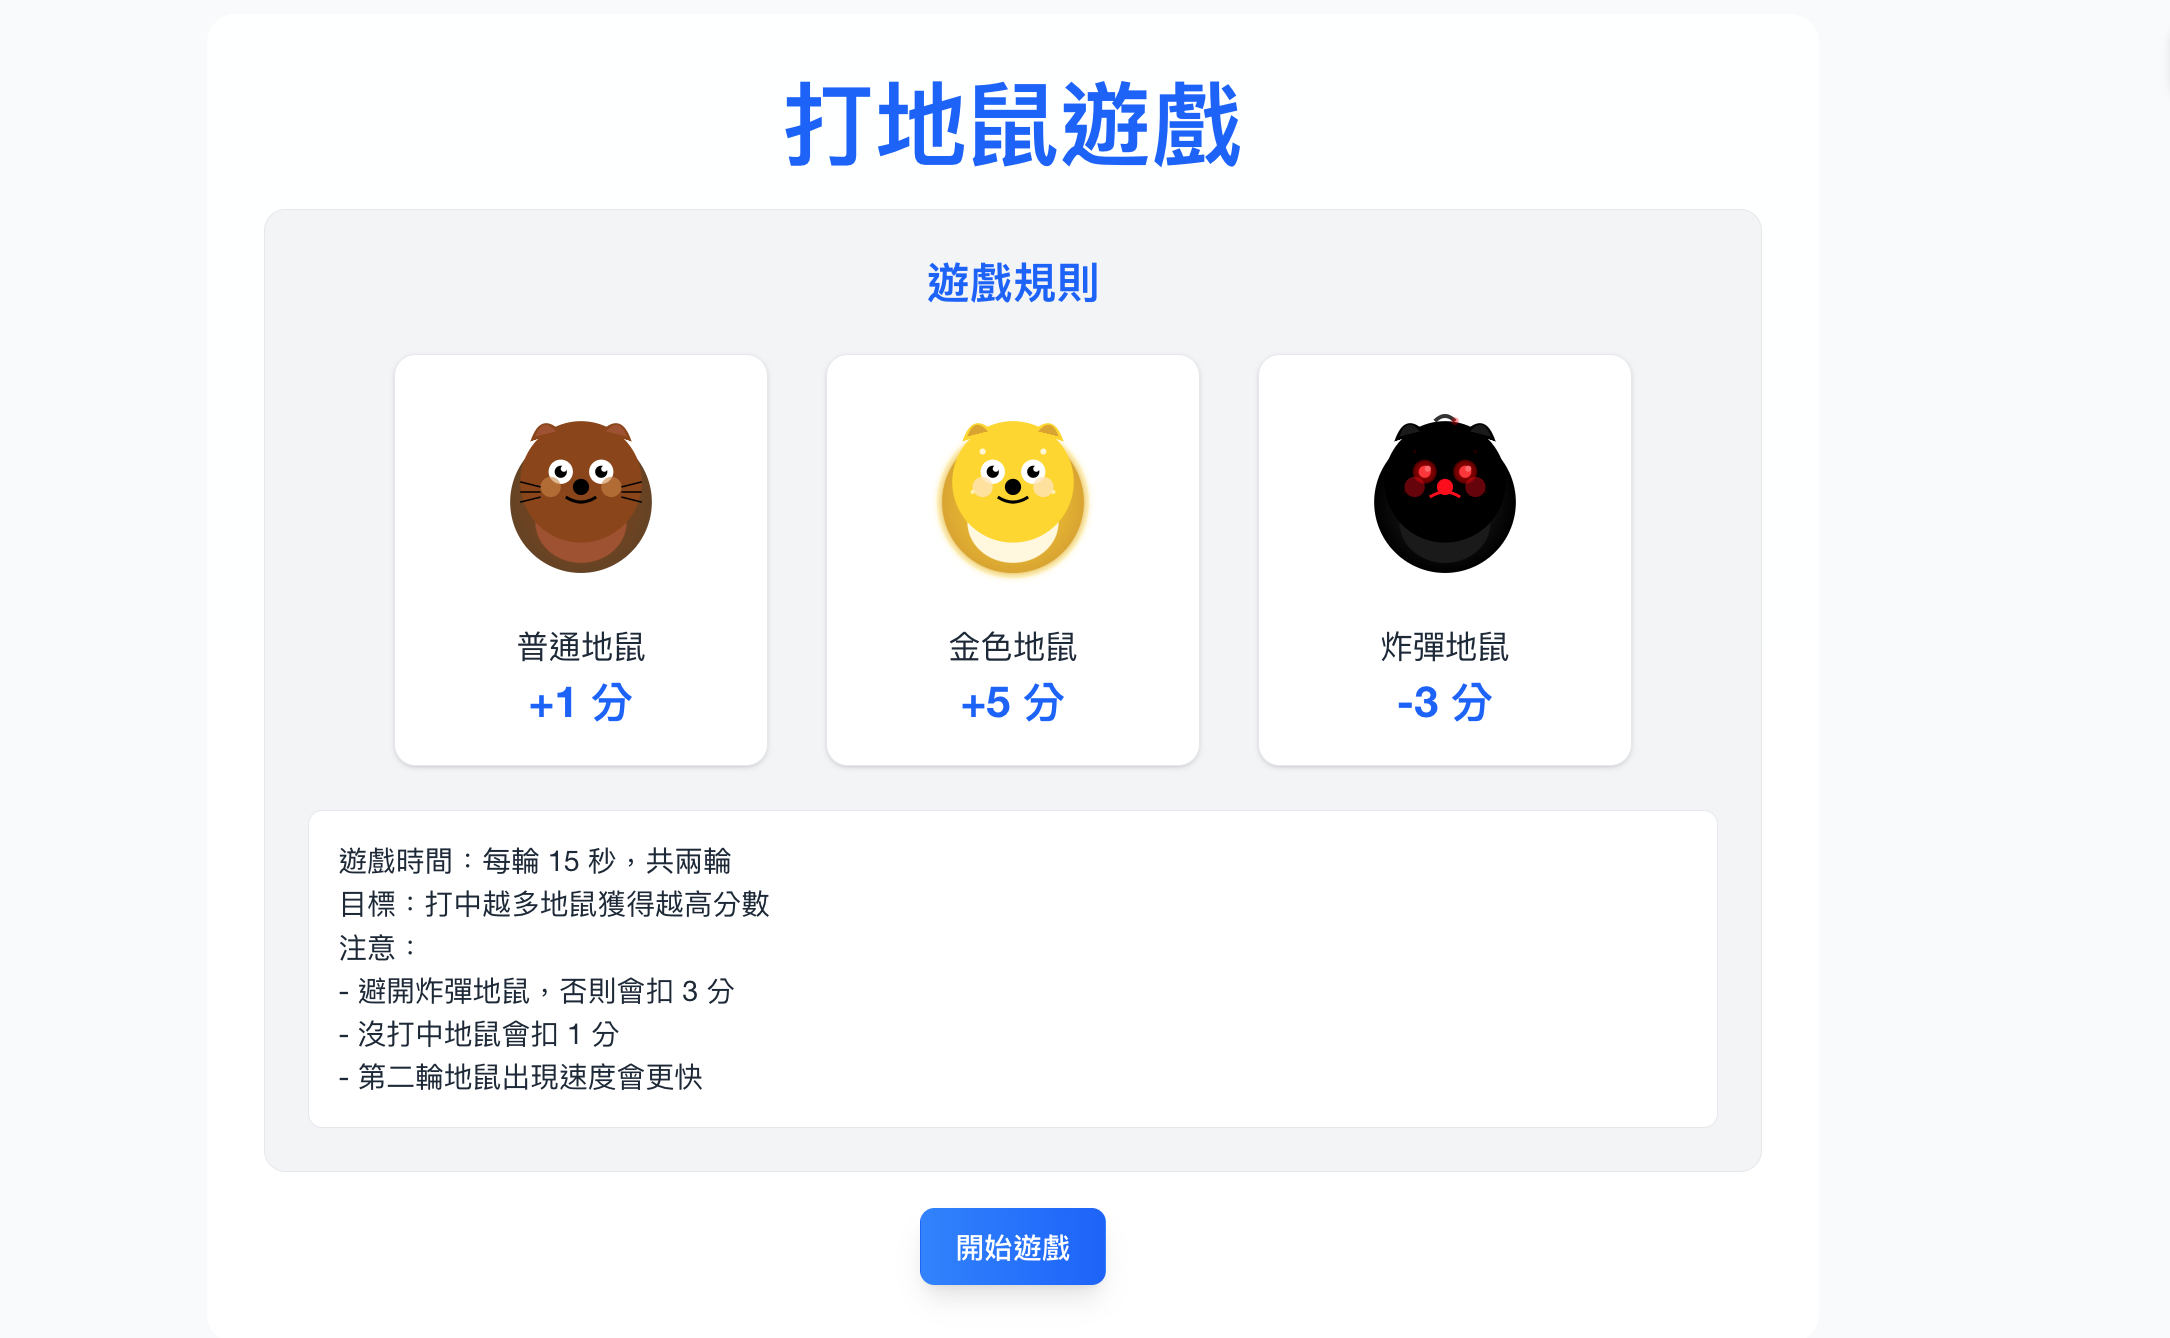 打地鼠遊戲
遊戲規則
普通地鼠
+1 分
金色地鼠
+5 分
炸彈地鼠
-3 分
遊戲時間：每輪 15 秒，共兩輪
目標：打中越多地鼠獲得越高分數
注意：
- 避開炸彈地鼠，否則會扣 3 分
- 沒打中地鼠會扣 1 分
- 第二輪地鼠出現速度會更快
開始遊戲